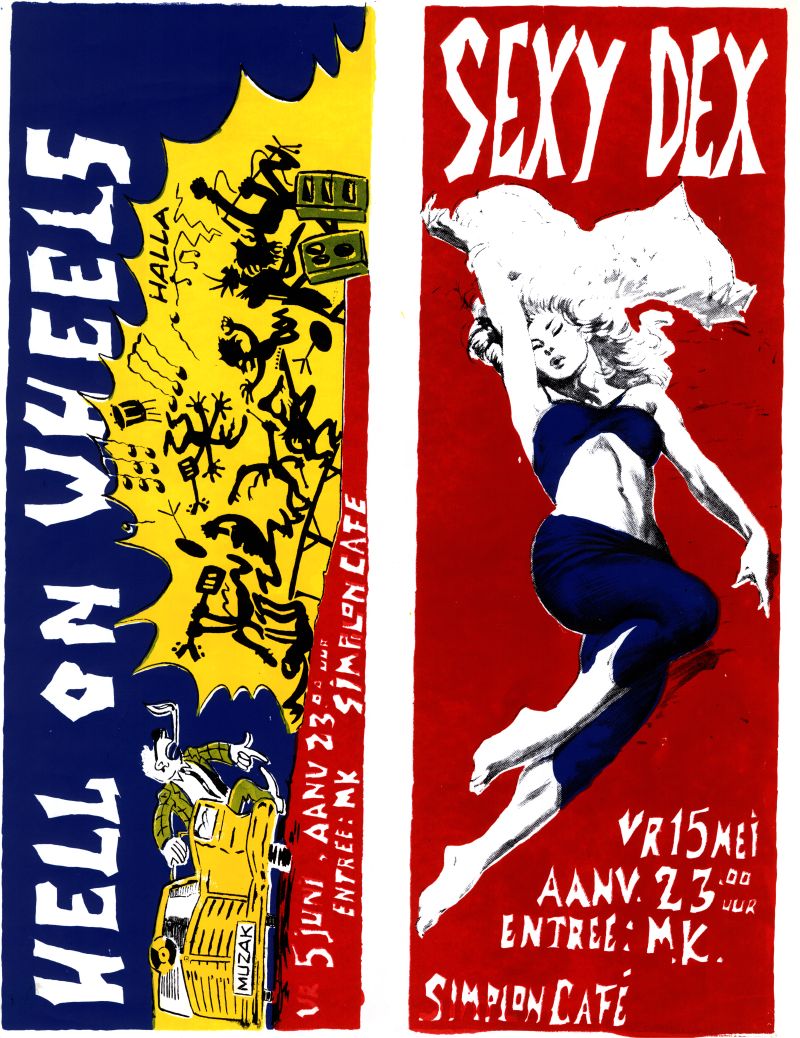 HELL ON WHEELS
HALLA
MUZAK
VR 5 JUNI. AANV 23.00 UUR
ENTREE: MK SIMPLON CAFE
SEXY DEX
VR 15 MEI
AANV. 23.00 UUR
ENTREE: M.K.
SIMPLON CAFÉ